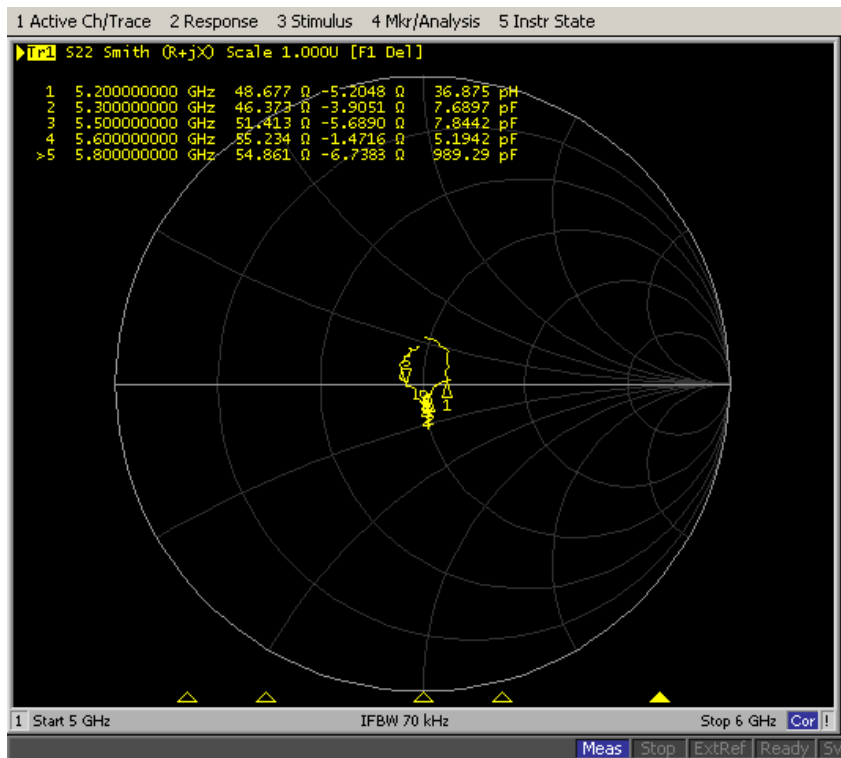 1 Active Ch/Trace 2 Response 3 Stimulus 4 Mkr/Analysis 5 Instr State
Tr1 S22 Smith (R+jX) Scale 1.000U [F1 Del]
1 5.200000000 GHz 48.677 Ω -5.2048 Ω 36.875 pH
2 5.300000000 GHz 46.373 Ω -3.9051 Ω 7.6897 pF
3 5.500000000 GHz 51.413 Ω -5.6890 Ω 7.8442 pF
4 5.600000000 GHz 55.234 Ω -1.4716 Ω 5.1942 pF
>5 5.800000000 GHz 54.861 Ω -6.7383 Ω 989.29 pF
1
1 Start 5 GHz IFBW 70 kHz Stop 6 GHz Cor !
Meas Stop ExtRef Ready Sv